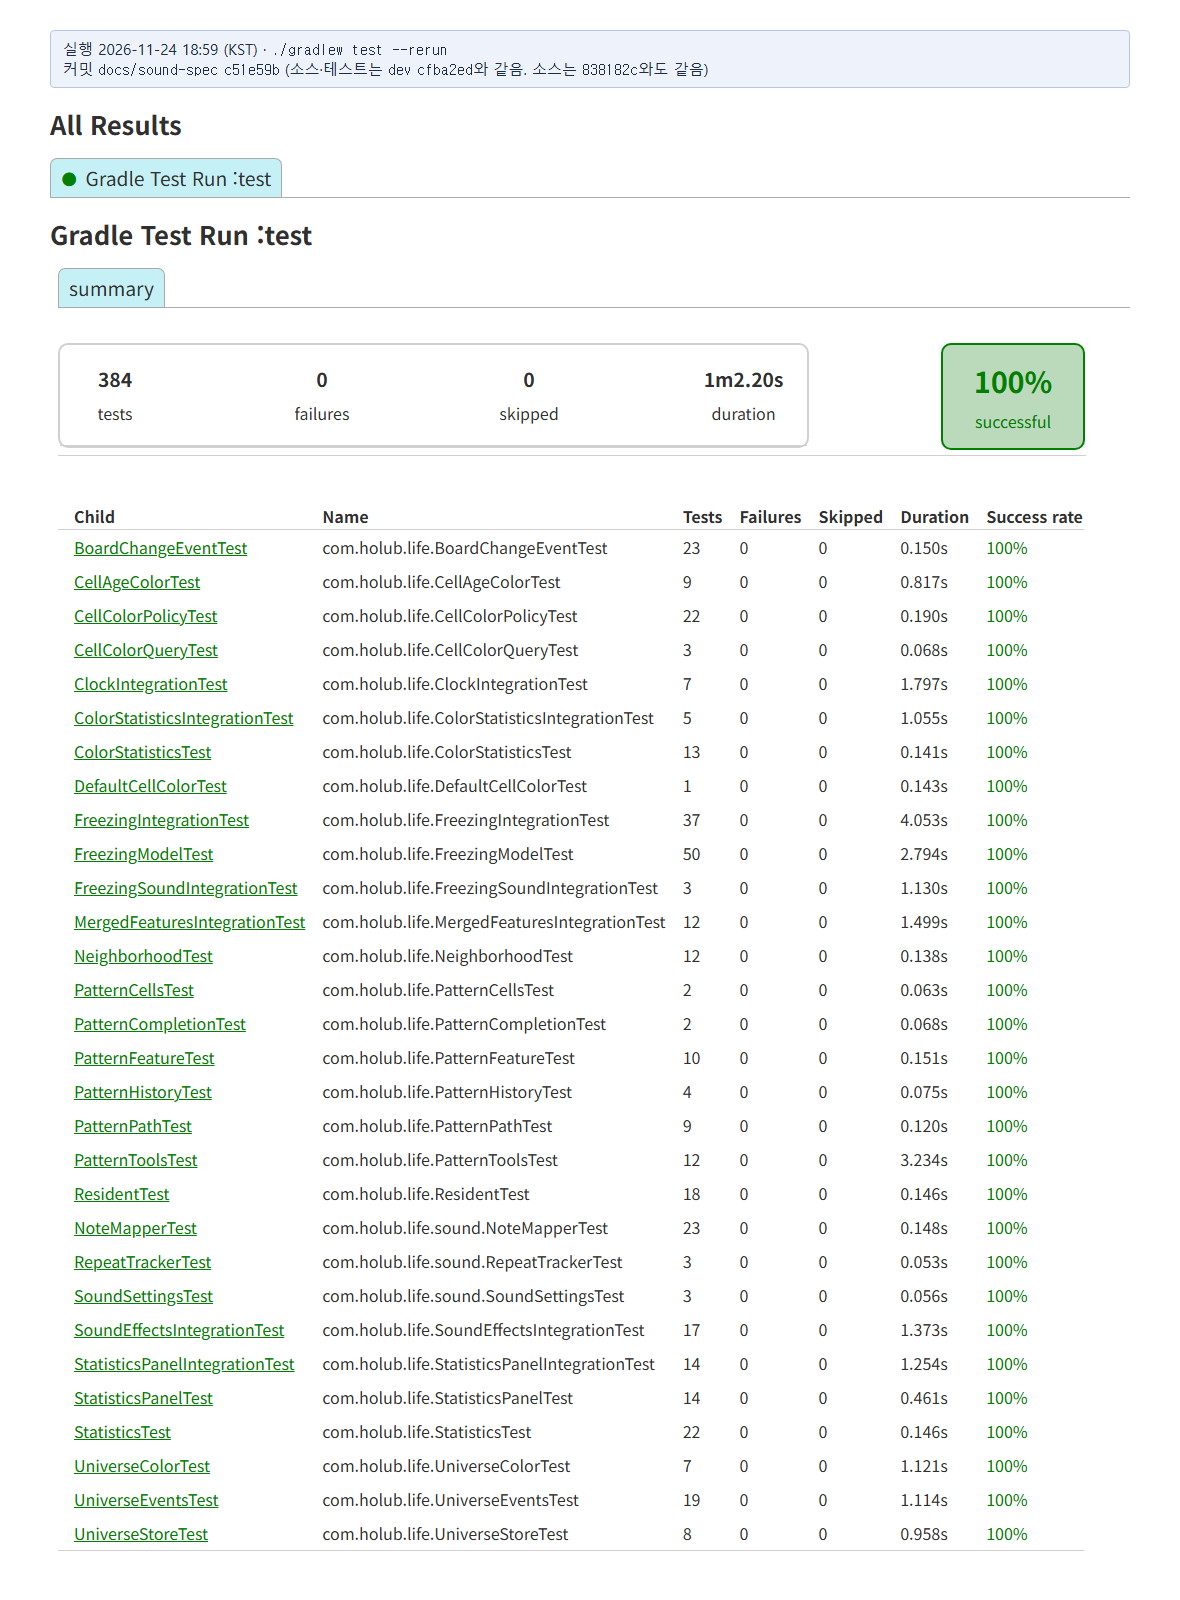 실행 2026-11-24 18:59 (KST) · ./gradlew test --rerun
커밋 docs/sound-spec c51e59b (소스·테스트는 dev cfba2ed와 같음. 소스는 838182c와도 같음)
All Results
Gradle Test Run :test
Gradle Test Run :test
summary
384 0 0 1m2.20s 100%
tests failures skipped duration successful
Child Name Tests Failures Skipped Duration Success rate
BoardChangeEventTest com.holub.life.BoardChangeEventTest 23 0 0 0.150s 100%
CellAgeColorTest com.holub.life.CellAgeColorTest 9 0 0 0.817s 100%
CellColorPolicyTest com.holub.life.CellColorPolicyTest 22 0 0 0.190s 100%
CellColorQueryTest com.holub.life.CellColorQueryTest 3 0 0 0.068s 100%
ClockIntegrationTest com.holub.life.ClockIntegrationTest 7 0 0 1.797s 100%
ColorStatisticsIntegrationTest com.holub.life.ColorStatisticsIntegrationTest 5 0 0 1.055s 100%
ColorStatisticsTest com.holub.life.ColorStatisticsTest 13 0 0 0.141s 100%
DefaultCellColorTest com.holub.life.DefaultCellColorTest 1 0 0 0.143s 100%
FreezingIntegrationTest com.holub.life.FreezingIntegrationTest 37 0 0 4.053s 100%
FreezingModelTest com.holub.life.FreezingModelTest 50 0 0 2.794s 100%
FreezingSoundIntegrationTest com.holub.life.FreezingSoundIntegrationTest 3 0 0 1.130s 100%
MergedFeaturesIntegrationTest com.holub.life.MergedFeaturesIntegrationTest 12 0 0 1.499s 100%
NeighborhoodTest com.holub.life.NeighborhoodTest 12 0 0 0.138s 100%
PatternCellsTest com.holub.life.PatternCellsTest 2 0 0 0.063s 100%
PatternCompletionTest com.holub.life.PatternCompletionTest 2 0 0 0.068s 100%
PatternFeatureTest com.holub.life.PatternFeatureTest 10 0 0 0.151s 100%
PatternHistoryTest com.holub.life.PatternHistoryTest 4 0 0 0.075s 100%
PatternPathTest com.holub.life.PatternPathTest 9 0 0 0.120s 100%
PatternToolsTest com.holub.life.PatternToolsTest 12 0 0 3.234s 100%
ResidentTest com.holub.life.ResidentTest 18 0 0 0.146s 100%
NoteMapperTest com.holub.life.sound.NoteMapperTest 23 0 0 0.148s 100%
RepeatTrackerTest com.holub.life.sound.RepeatTrackerTest 3 0 0 0.053s 100%
SoundSettingsTest com.holub.life.sound.SoundSettingsTest 3 0 0 0.056s 100%
SoundEffectsIntegrationTest com.holub.life.SoundEffectsIntegrationTest 17 0 0 1.373s 100%
StatisticsPanelIntegrationTest com.holub.life.StatisticsPanelIntegrationTest 14 0 0 1.254s 100%
StatisticsPanelTest com.holub.life.StatisticsPanelTest 14 0 0 0.461s 100%
StatisticsTest com.holub.life.StatisticsTest 22 0 0 0.146s 100%
UniverseColorTest com.holub.life.UniverseColorTest 7 0 0 1.121s 100%
UniverseEventsTest com.holub.life.UniverseEventsTest 19 0 0 1.114s 100%
UniverseStoreTest com.holub.life.UniverseStoreTest 8 0 0 0.958s 100%